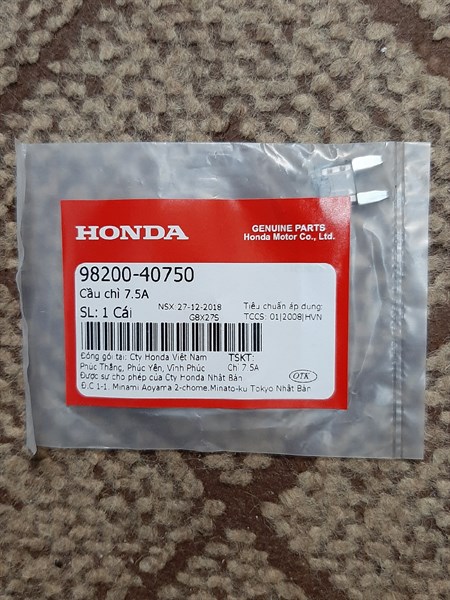 HONDA
GENUINE PARTS
Honda Motor Co., Ltd.
98200-40750
Cầu chì 7.5A
SL: 1 Cái
NSX 27-12-2018
G8X27S
Tiêu chuẩn áp dụng:
TCCS: 01|2008|HVN
Đóng gói tại: Cty Honda Việt Nam
TSKT:
Phúc Thắng, Phúc Yên, Vĩnh Phúc
Chì 7.5A
Được sự cho phép của Cty Honda Nhật Bản
Đ.C 1-1. Minami Aoyama 2-chome.Minato-ku Tokyo Nhật Bản
OTK